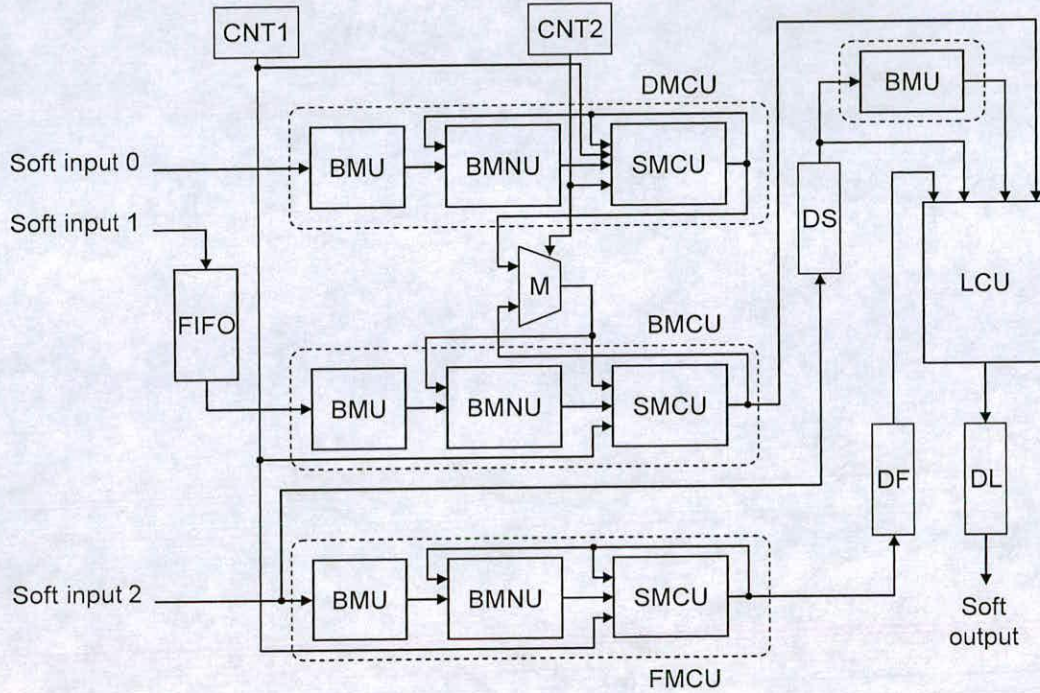 CNT1
CNT2
DMCU
BMU
Soft input 0
BMU
BMNU
SMCU
Soft input 1
DS
LCU
M
FIFO
BMCU
BMU
BMNU
SMCU
DF
DL
Soft input 2
BMU
BMNU
SMCU
Soft
output
FMCU